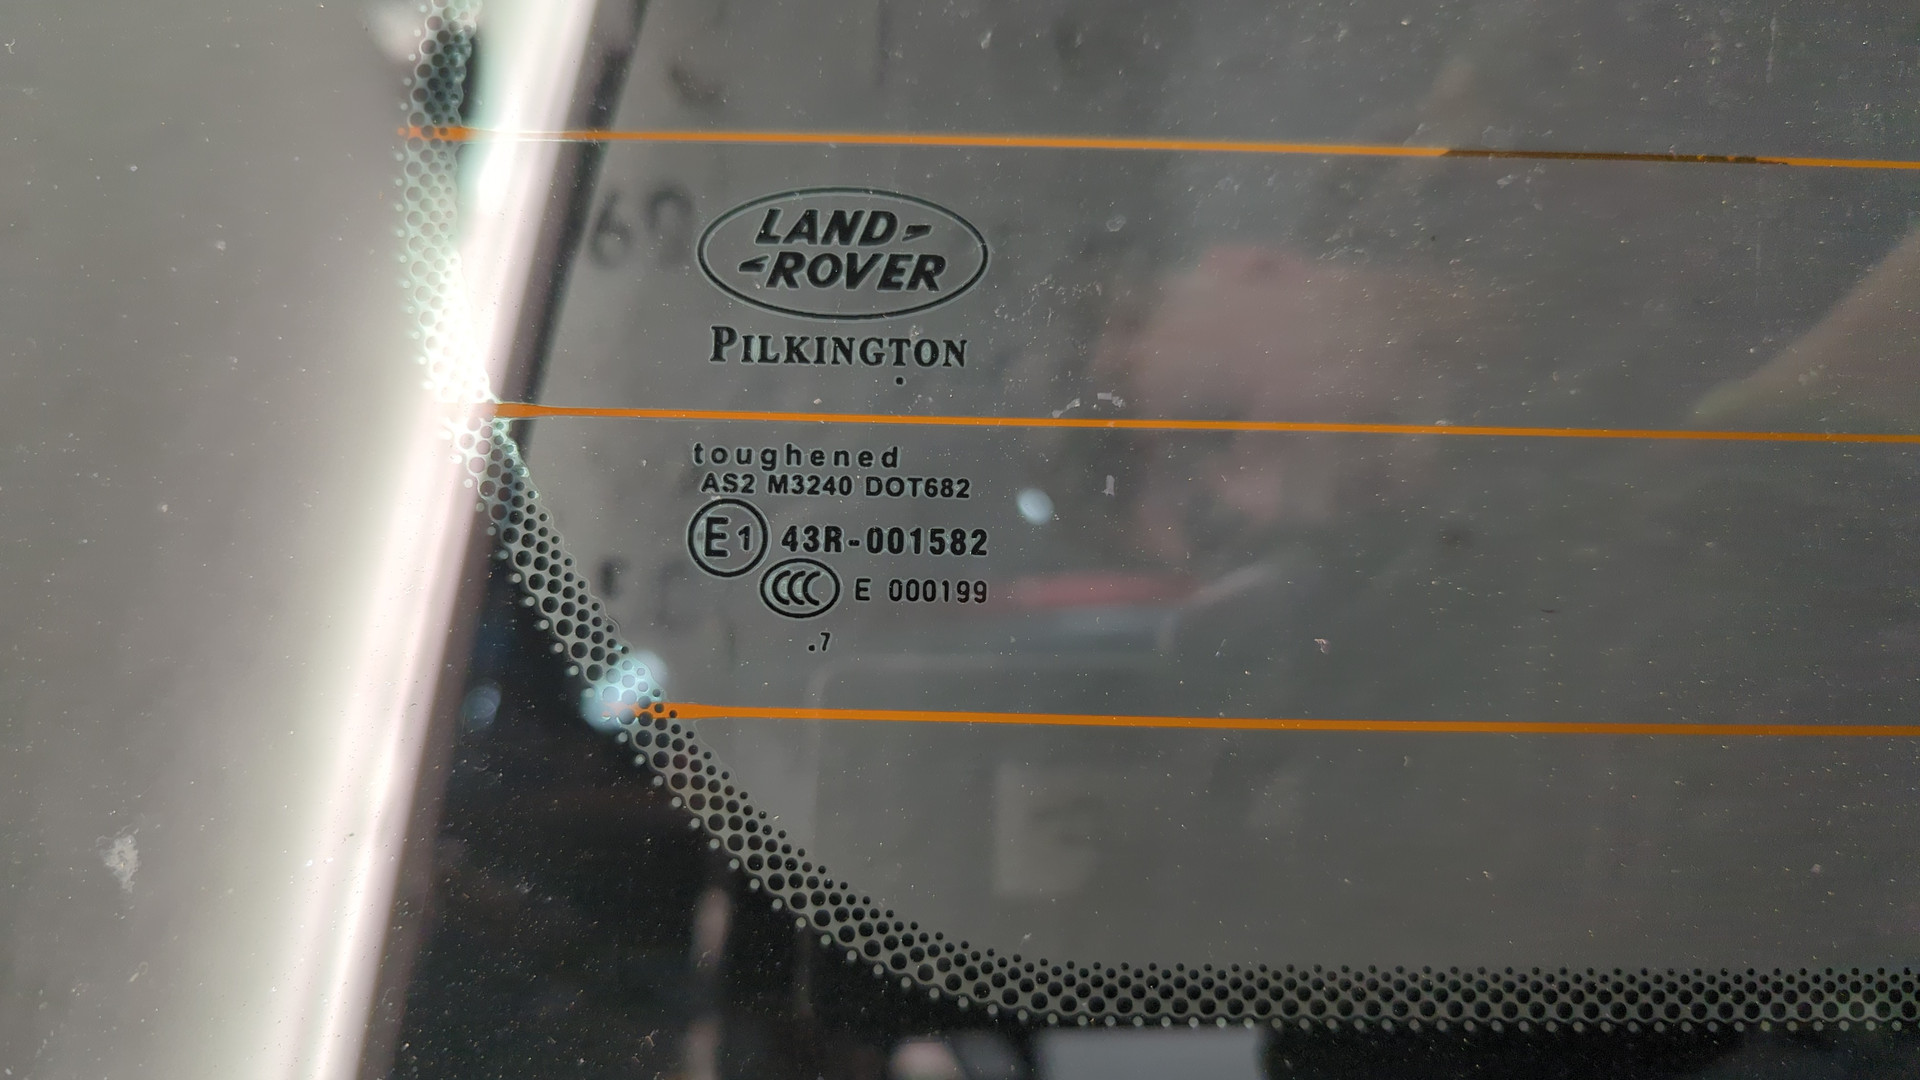 LAND-
-ROVER
PILKINGTON
toughened
AS2 M3240 DOT682
E1 43R-001582
CCC E 000199
.7